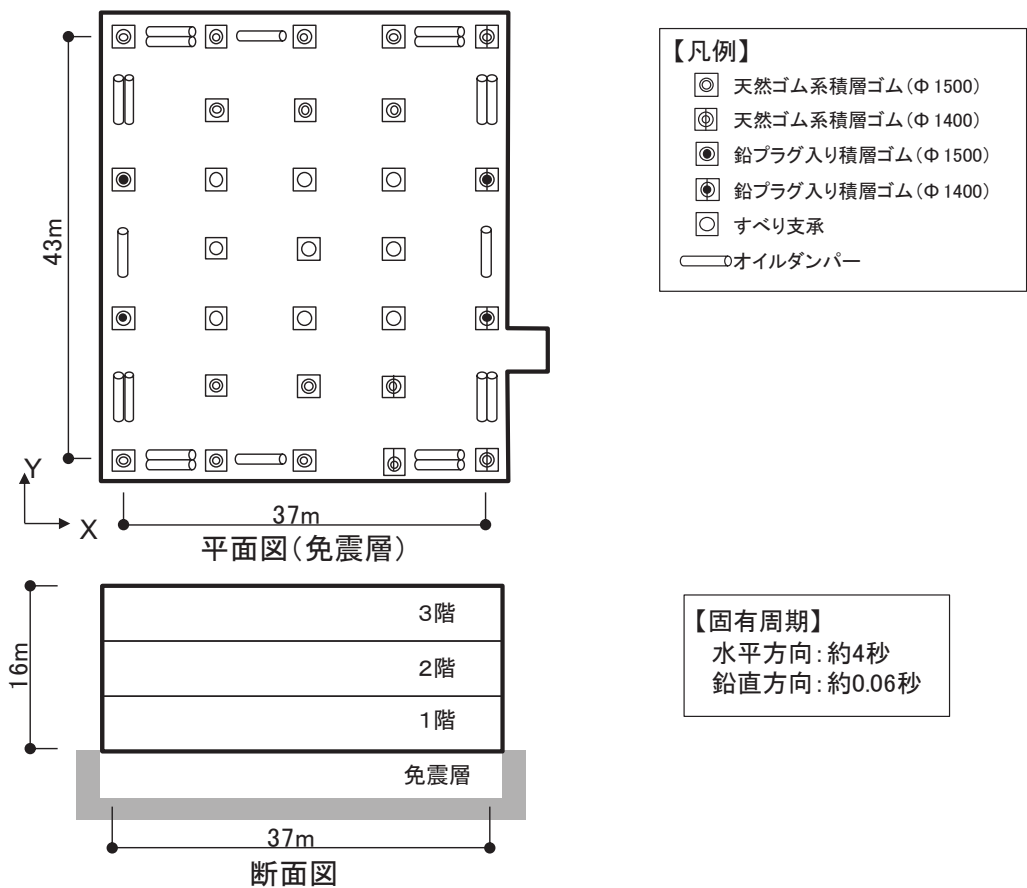 43m
Y
X
37m
平面図(免震層)
【凡例】
天然ゴム系積層ゴム(Φ1500)
天然ゴム系積層ゴム(Φ1400)
鉛プラグ入り積層ゴム(Φ1500)
鉛プラグ入り積層ゴム(Φ1400)
すべり支承
オイルダンパー
16m
3階
2階
1階
免震層
37m
断面図
【固有周期】
水平方向:約4秒
鉛直方向:約0.06秒